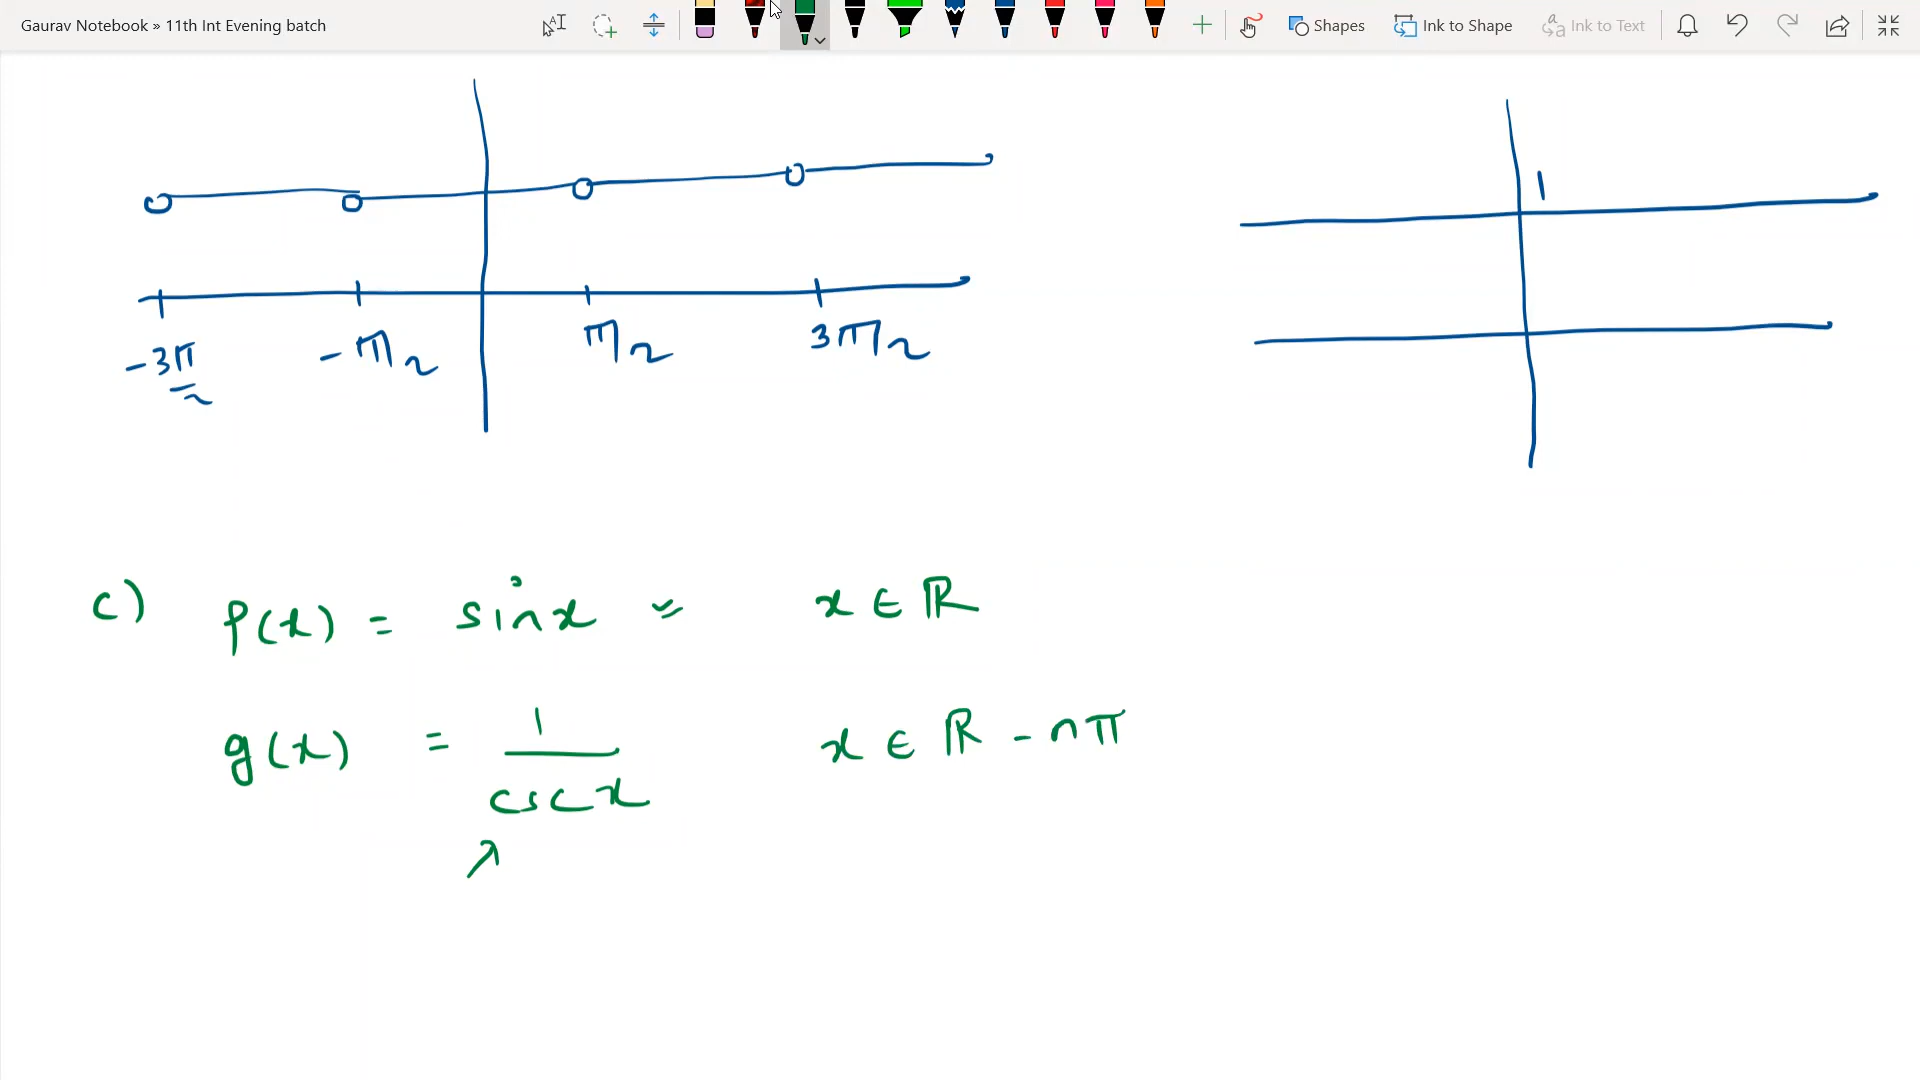 Gaurav Notebook » 11th Int Evening batch
Shapes
Ink to Shape
Ink to Text
1
-3π/2 -π/2 π/2 3π/2
c) f(x) = sinx x ∈ ℝ
g(x) = 1/cscx x ∈ ℝ - nπ